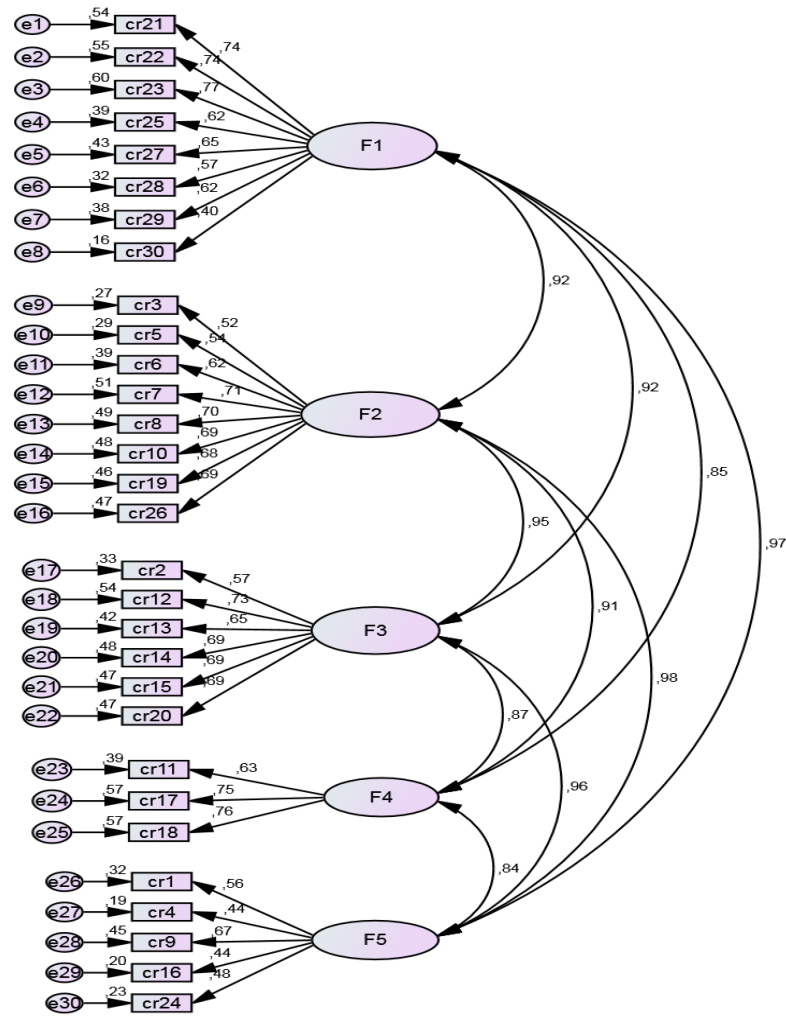 e1 ,54 cr21 ,74
e2 ,55 cr22 ,74
e3 ,60 cr23 ,77
e4 ,39 cr25 ,62
e5 ,43 cr27 ,65
e6 ,32 cr28 ,57
e7 ,38 cr29 ,62
e8 ,16 cr30 ,40
F1
,92
,92
,85
,97
e9 ,27 cr3 ,52
e10 ,29 cr5 ,54
e11 ,39 cr6 ,62
e12 ,51 cr7 ,71
e13 ,49 cr8 ,70
e14 ,48 cr10 ,69
e15 ,46 cr19 ,68
e16 ,47 cr26 ,69
F2
,95
,91
,98
e17 ,33 cr2 ,57
e18 ,54 cr12 ,73
e19 ,42 cr13 ,65
e20 ,48 cr14 ,69
e21 ,47 cr15 ,69
e22 ,47 cr20 ,69
F3
,87
,96
e23 ,39 cr11 ,63
e24 ,57 cr17 ,75
e25 ,57 cr18 ,76
F4
,84
e26 ,32 cr1 ,56
e27 ,19 cr4 ,44
e28 ,45 cr9 ,67
e29 ,20 cr16 ,44
e30 ,23 cr24 ,48
F5